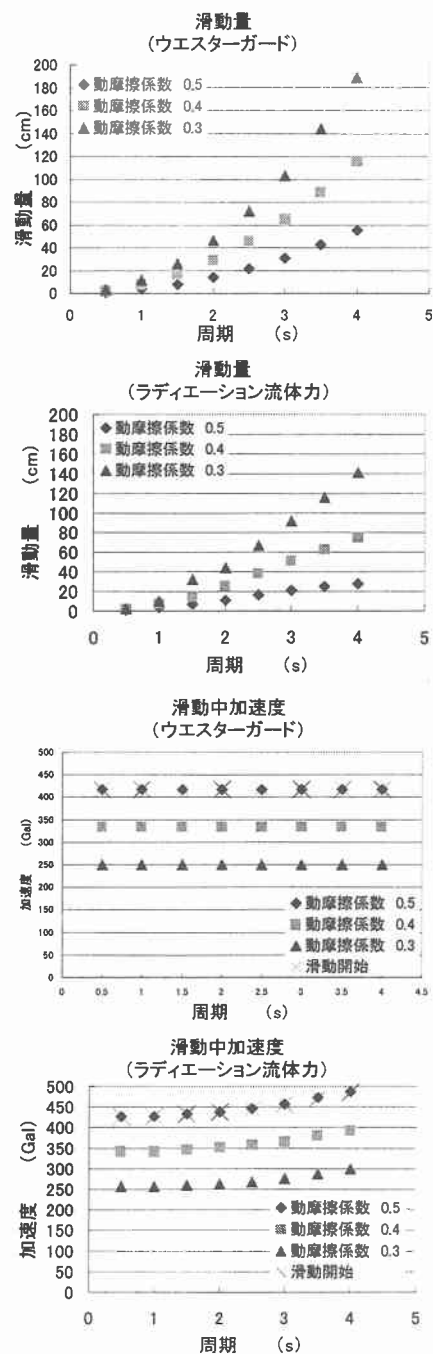 滑動量
(ウエスターガード)
200
180
160
140
120
100
80
60
40
20
0
滑動量 (cm)
◆動摩擦係数 0.5
■動摩擦係数 0.4
▲動摩擦係数 0.3
0 1 2 3 4 5
周期 (s)
滑動量
(ラディエーション流体力)
200
180
160
140
120
100
80
60
40
20
0
滑動量 (cm)
◆動摩擦係数 0.5
■動摩擦係数 0.4
▲動摩擦係数 0.3
0 1 2 3 4 5
周期 (s)
滑動中加速度
(ウエスターガード)
500
450
400
350
300
250
200
150
100
50
0
加速度 (Gal)
◆動摩擦係数 0.5
■動摩擦係数 0.4
▲動摩擦係数 0.3
×滑動開始
0 0.5 1 1.5 2 2.5 3 3.5 4 4.5
周期 (s)
滑動中加速度
(ラディエーション流体力)
500
450
400
350
300
250
200
150
100
50
0
加速度 (Gal)
◆動摩擦係数 0.5
■動摩擦係数 0.4
▲動摩擦係数 0.3
滑動開始
0 1 2 3 4 5
周期 (s)